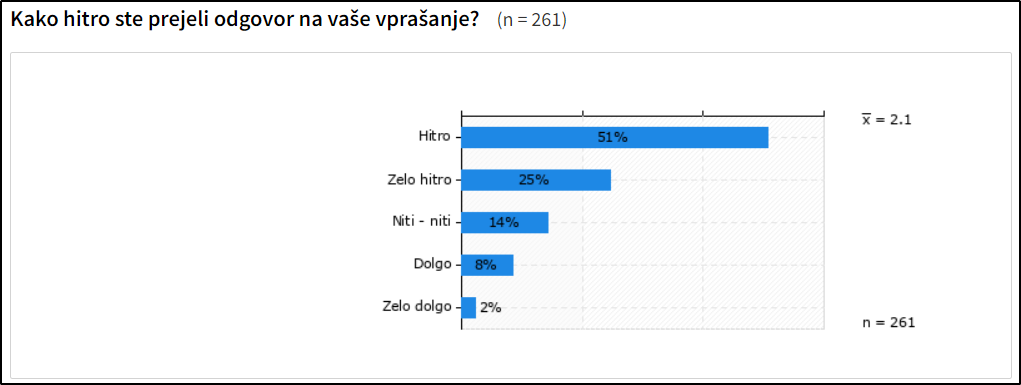 Kako hitro ste prejeli odgovor na vaše vprašanje? (n = 261)
x̅ = 2.1
Hitro 51%
Zelo hitro 25%
Niti - niti 14%
Dolgo 8%
Zelo dolgo 2%
n = 261